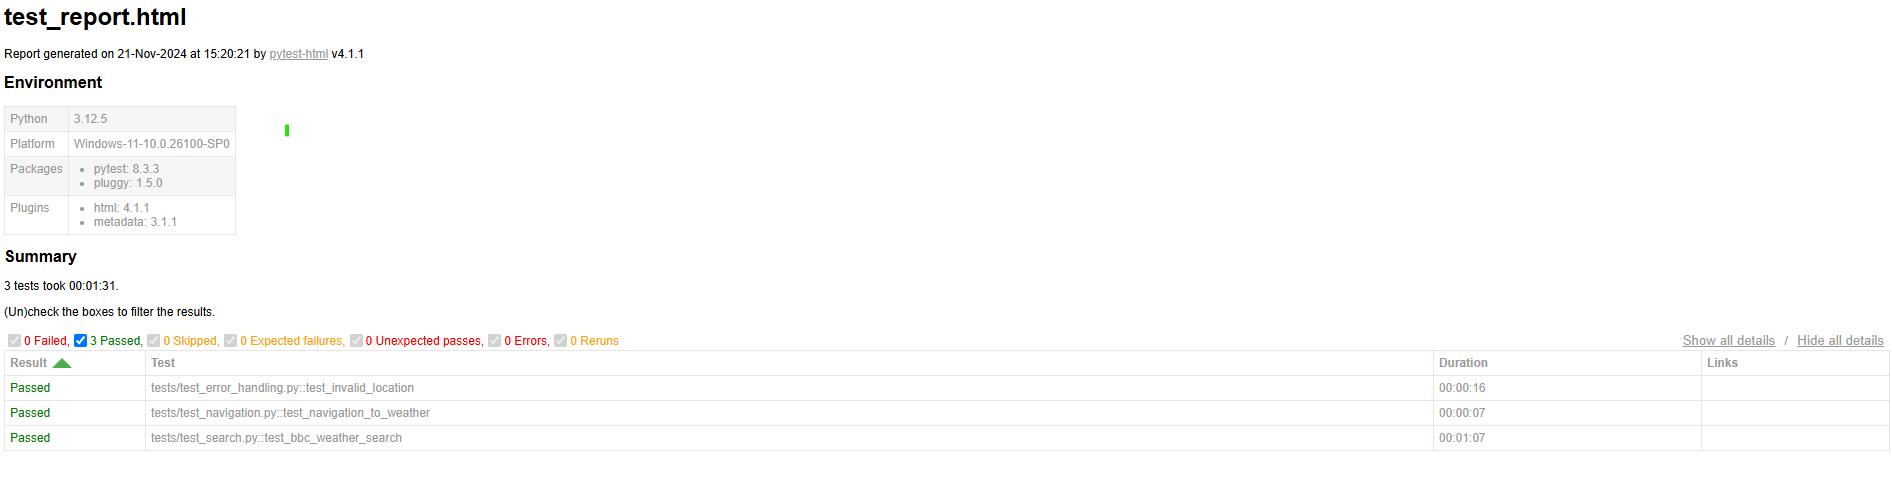 test_report.html
Report generated on 21-Nov-2024 at 15:20:21 by pytest-html v4.1.1
Environment
Python 3.12.5
Platform Windows-11-10.0.26100-SP0
Packages • pytest: 8.3.3
• pluggy: 1.5.0
Plugins • html: 4.1.1
• metadata: 3.1.1
Summary
3 tests took 00:01:31.
(Un)check the boxes to filter the results.
0 Failed, 3 Passed, 0 Skipped, 0 Expected failures, 0 Unexpected passes, 0 Errors, 0 Reruns Show all details / Hide all details
Result Test Duration Links
Passed tests/test_error_handling.py::test_invalid_location 00:00:16
Passed tests/test_navigation.py::test_navigation_to_weather 00:00:07
Passed tests/test_search.py::test_bbc_weather_search 00:01:07